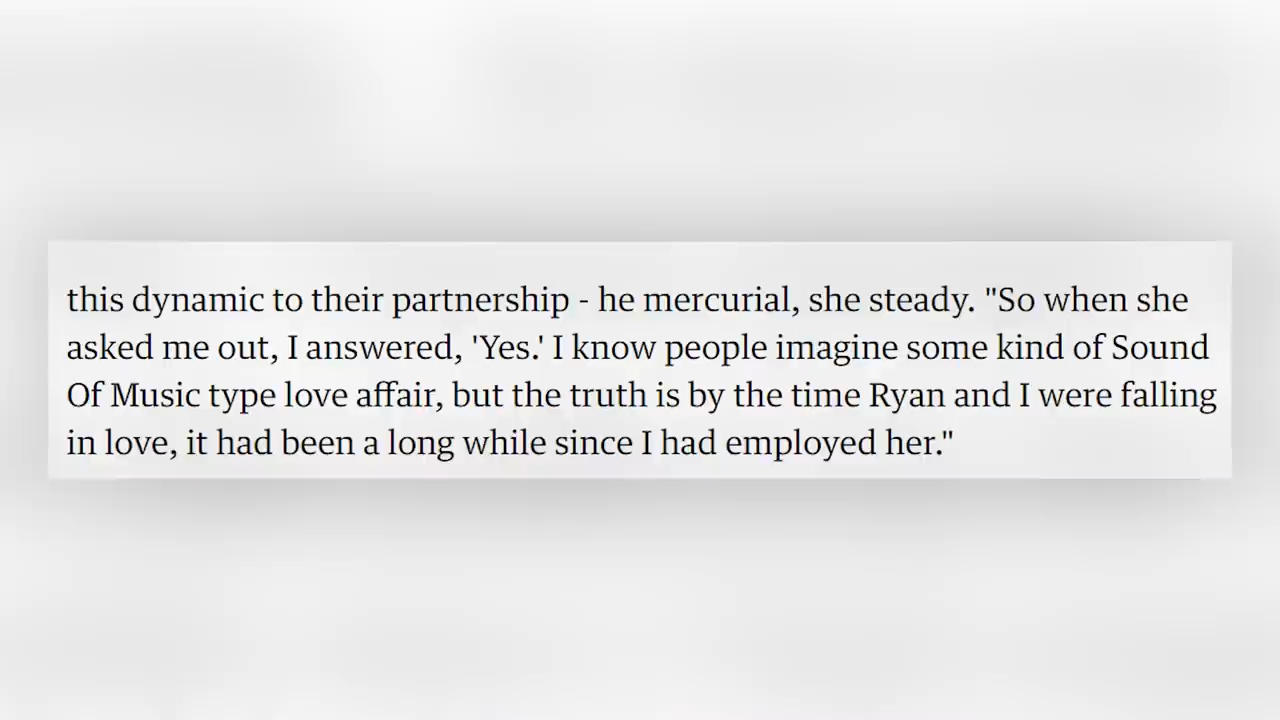 this dynamic to their partnership - he mercurial, she steady. "So when she
asked me out, I answered, 'Yes.' I know people imagine some kind of Sound
Of Music type love affair, but the truth is by the time Ryan and I were falling
in love, it had been a long while since I had employed her."